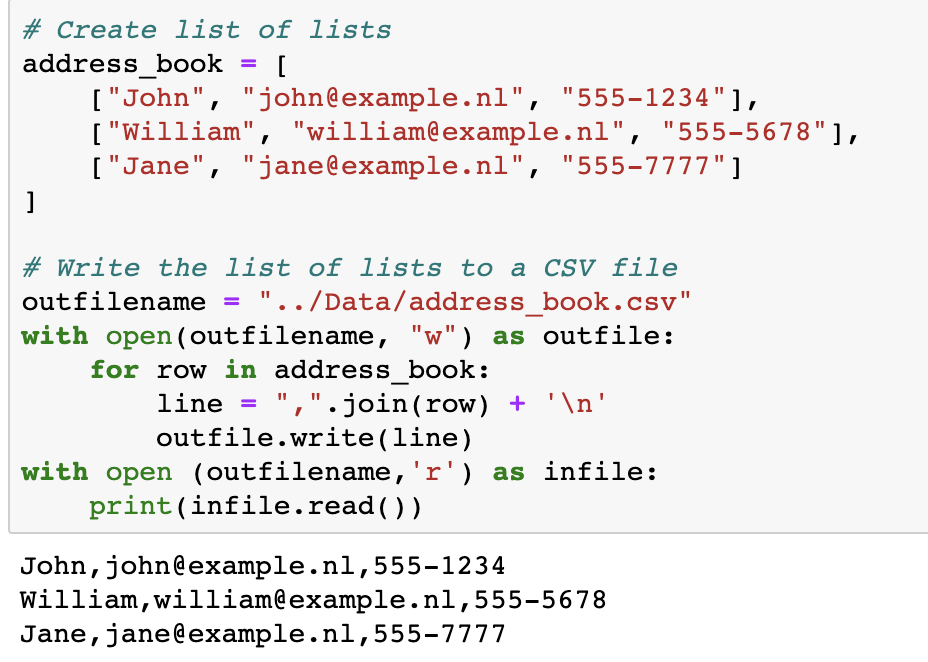 # Create list of lists
address_book = [
    ["John", "john@example.nl", "555-1234"],
    ["William", "william@example.nl", "555-5678"],
    ["Jane", "jane@example.nl", "555-7777"]
]

# Write the list of lists to a CSV file
outfilename = "../Data/address_book.csv"
with open(outfilename, "w") as outfile:
    for row in address_book:
        line = ",".join(row) + '\n'
        outfile.write(line)
with open (outfilename,'r') as infile:
    print(infile.read())
John,john@example.nl,555-1234
William,william@example.nl,555-5678
Jane,jane@example.nl,555-7777